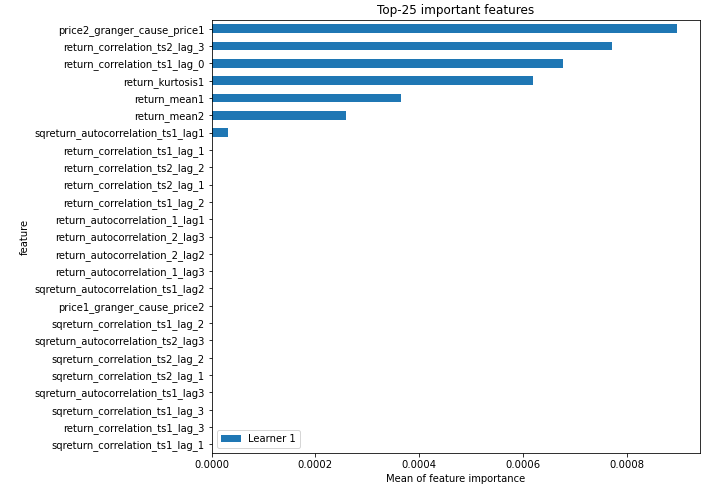 Top-25 important features
price2_granger_cause_price1
return_correlation_ts2_lag_3
return_correlation_ts1_lag_0
return_kurtosis1
return_mean1
return_mean2
sqreturn_autocorrelation_ts1_lag1
return_correlation_ts1_lag_1
return_correlation_ts2_lag_2
return_correlation_ts2_lag_1
return_correlation_ts1_lag_2
return_autocorrelation_1_lag1
return_autocorrelation_2_lag3
return_autocorrelation_2_lag2
return_autocorrelation_1_lag3
sqreturn_autocorrelation_ts1_lag2
price1_granger_cause_price2
sqreturn_correlation_ts1_lag_2
sqreturn_autocorrelation_ts2_lag3
sqreturn_correlation_ts2_lag_2
sqreturn_correlation_ts2_lag_1
sqreturn_autocorrelation_ts1_lag3
sqreturn_correlation_ts1_lag_3
return_correlation_ts1_lag_3
sqreturn_correlation_ts1_lag_1
feature
Learner 1
0.0000 0.0002 0.0004 0.0006 0.0008
Mean of feature importance